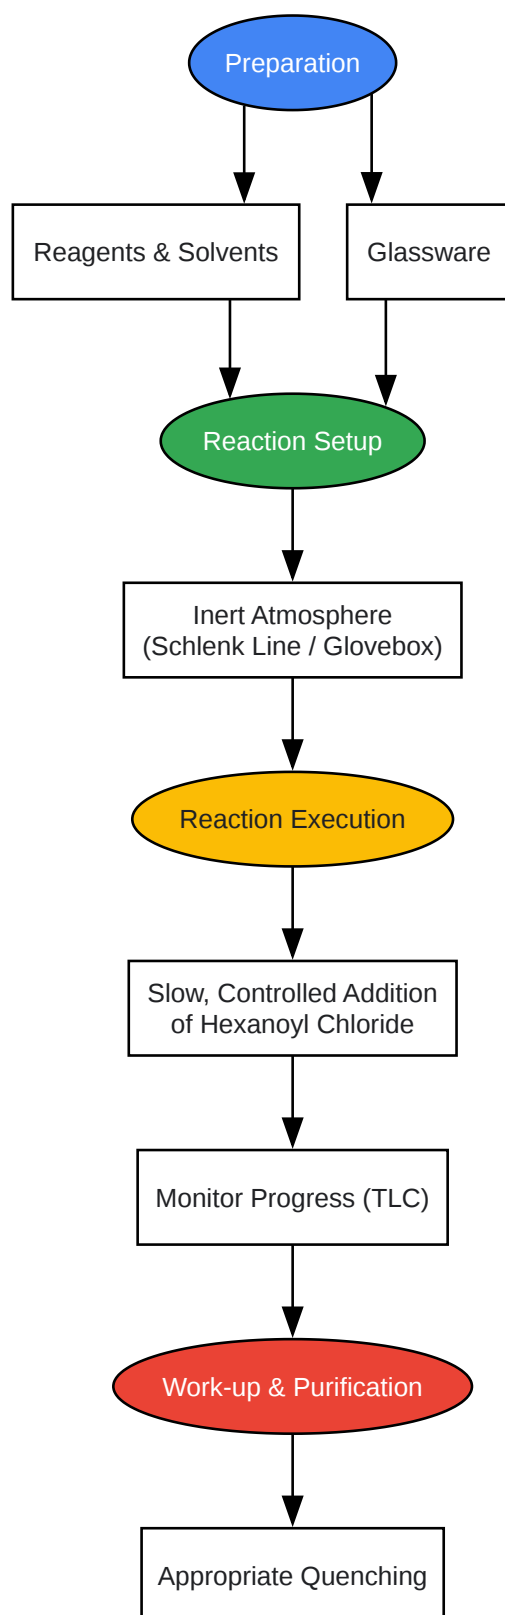 Preparation
Reagents & Solvents
Glassware
Reaction Setup
Inert Atmosphere
(Schlenk Line / Glovebox)
Reaction Execution
Slow, Controlled Addition
of Hexanoyl Chloride
Monitor Progress (TLC)
Work-up & Purification
Appropriate Quenching